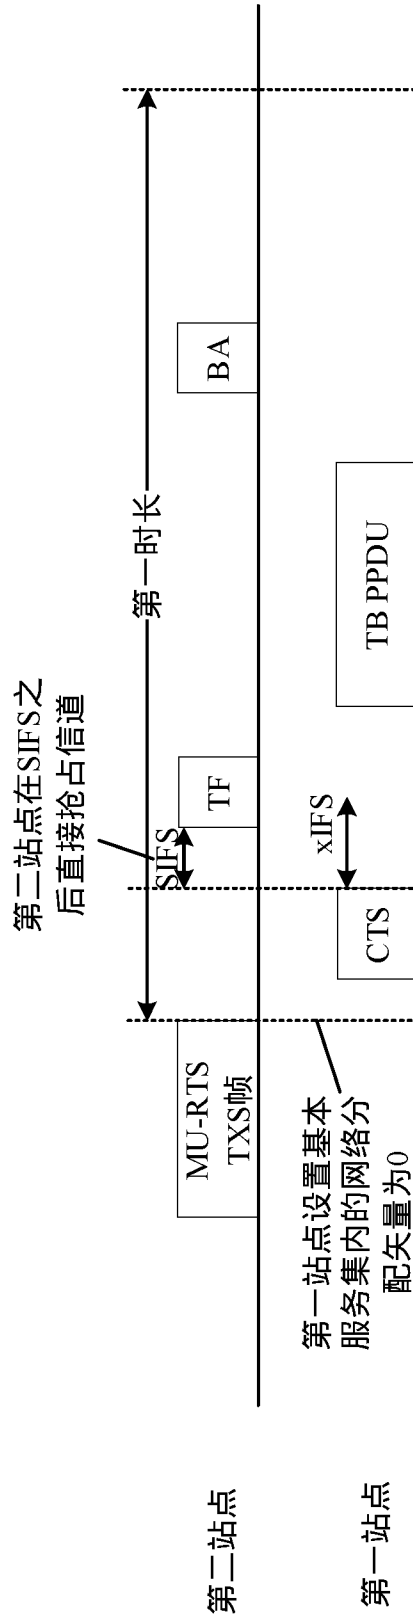 第二站点在SIFS之
后直接抢占信道
第一时长
SIFS
MU-RTS
TXS帧
TF
BA
第二站点
xIFS
CTS
TB PPDU
第一站点设置基本
服务集内的网络分
配矢量为0
第一站点